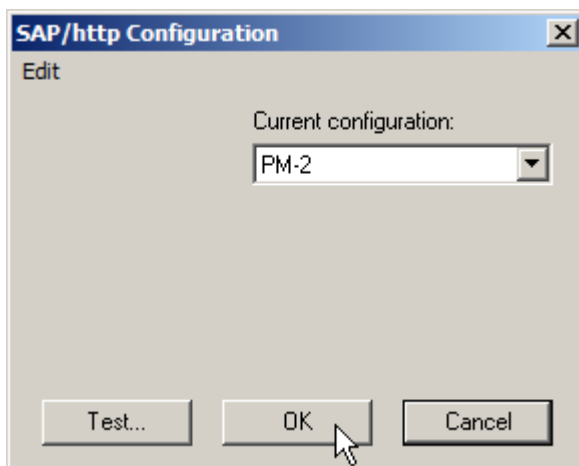 SAP/http Configuration
Edit
Current configuration:
PM-2
Test... OK Cancel